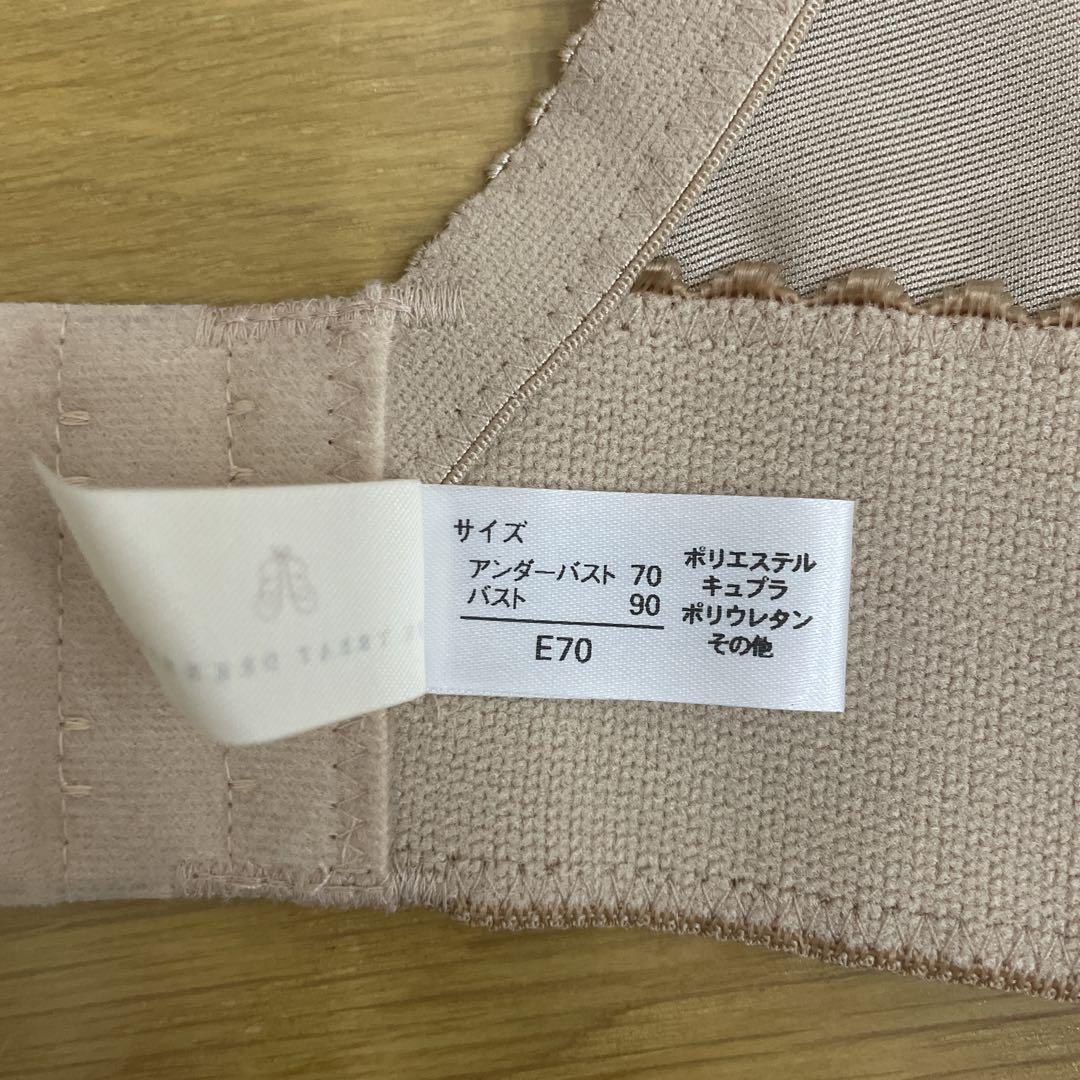 サイズ
アンダーバスト 70
バスト 90
E70
ポリエステル
キュプラ
ポリウレタン
その他